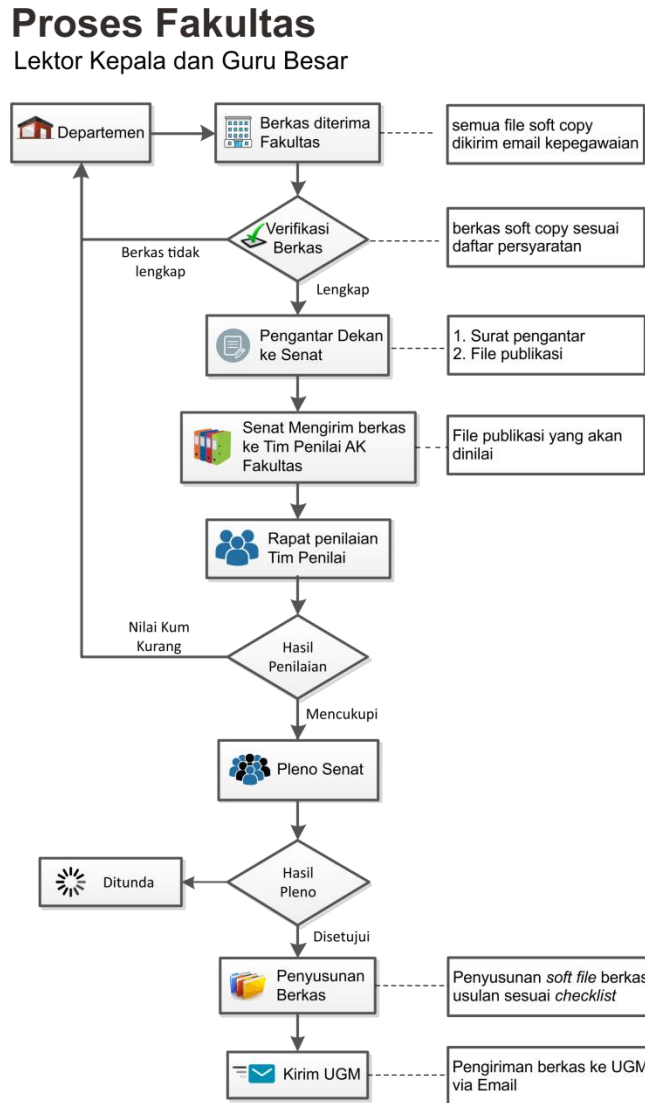 Proses Fakultas
Lektor Kepala dan Guru Besar
Departemen
Berkas diterima
Fakultas
semua file soft copy
dikirim email kepegawaian
Verifikasi
Berkas
berkas soft copy sesuai
daftar persyaratan
Berkas tidak
lengkap
Lengkap
Pengantar Dekan
ke Senat
1. Surat pengantar
2. File publikasi
Senat Mengirim berkas
ke Tim Penilai AK
Fakultas
File publikasi yang akan
dinilai
Rapat penilaian
Tim Penilai
Nilai Kum
Kurang
Hasil
Penilaian
Mencukupi
Pleno Senat
Hasil
Pleno
Ditunda
Disetujui
Penyusunan
Berkas
Penyusunan soft file berkas
usulan sesuai checklist
Kirim UGM
Pengiriman berkas ke UGM
via Email